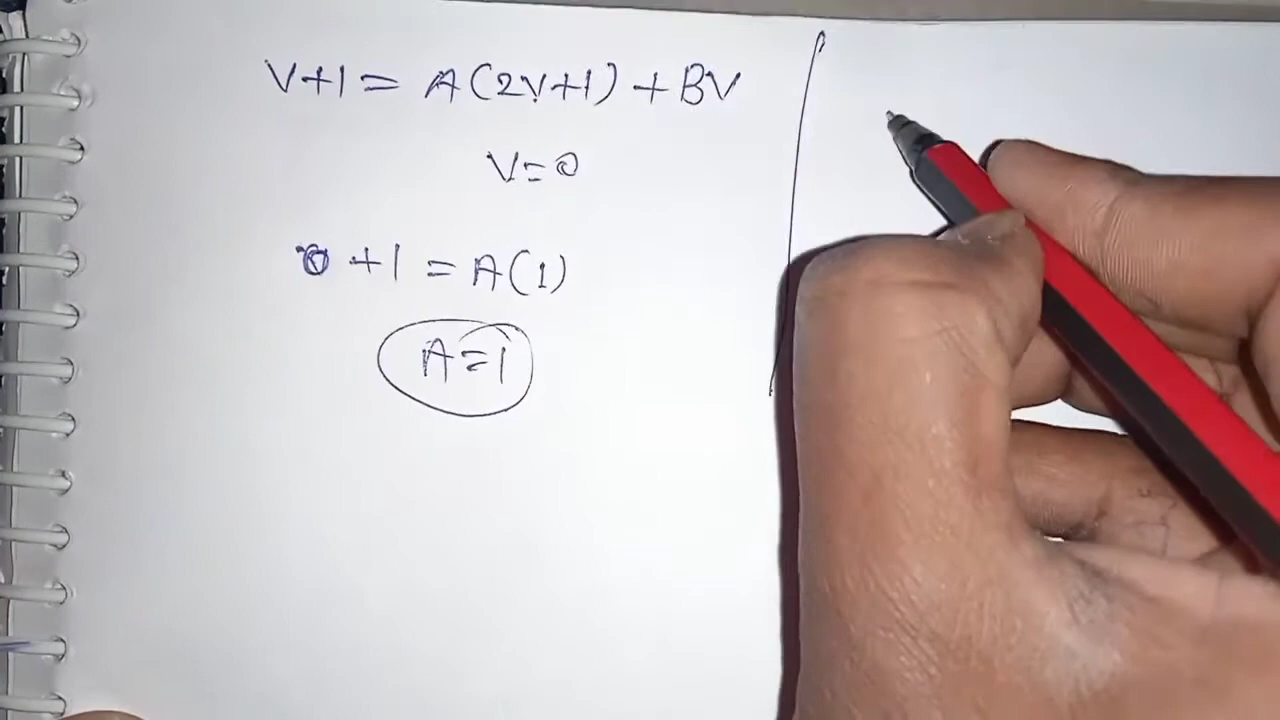 V+1 = A(2V+1) + BV
V=0
0 +1 = A(1)
A=1